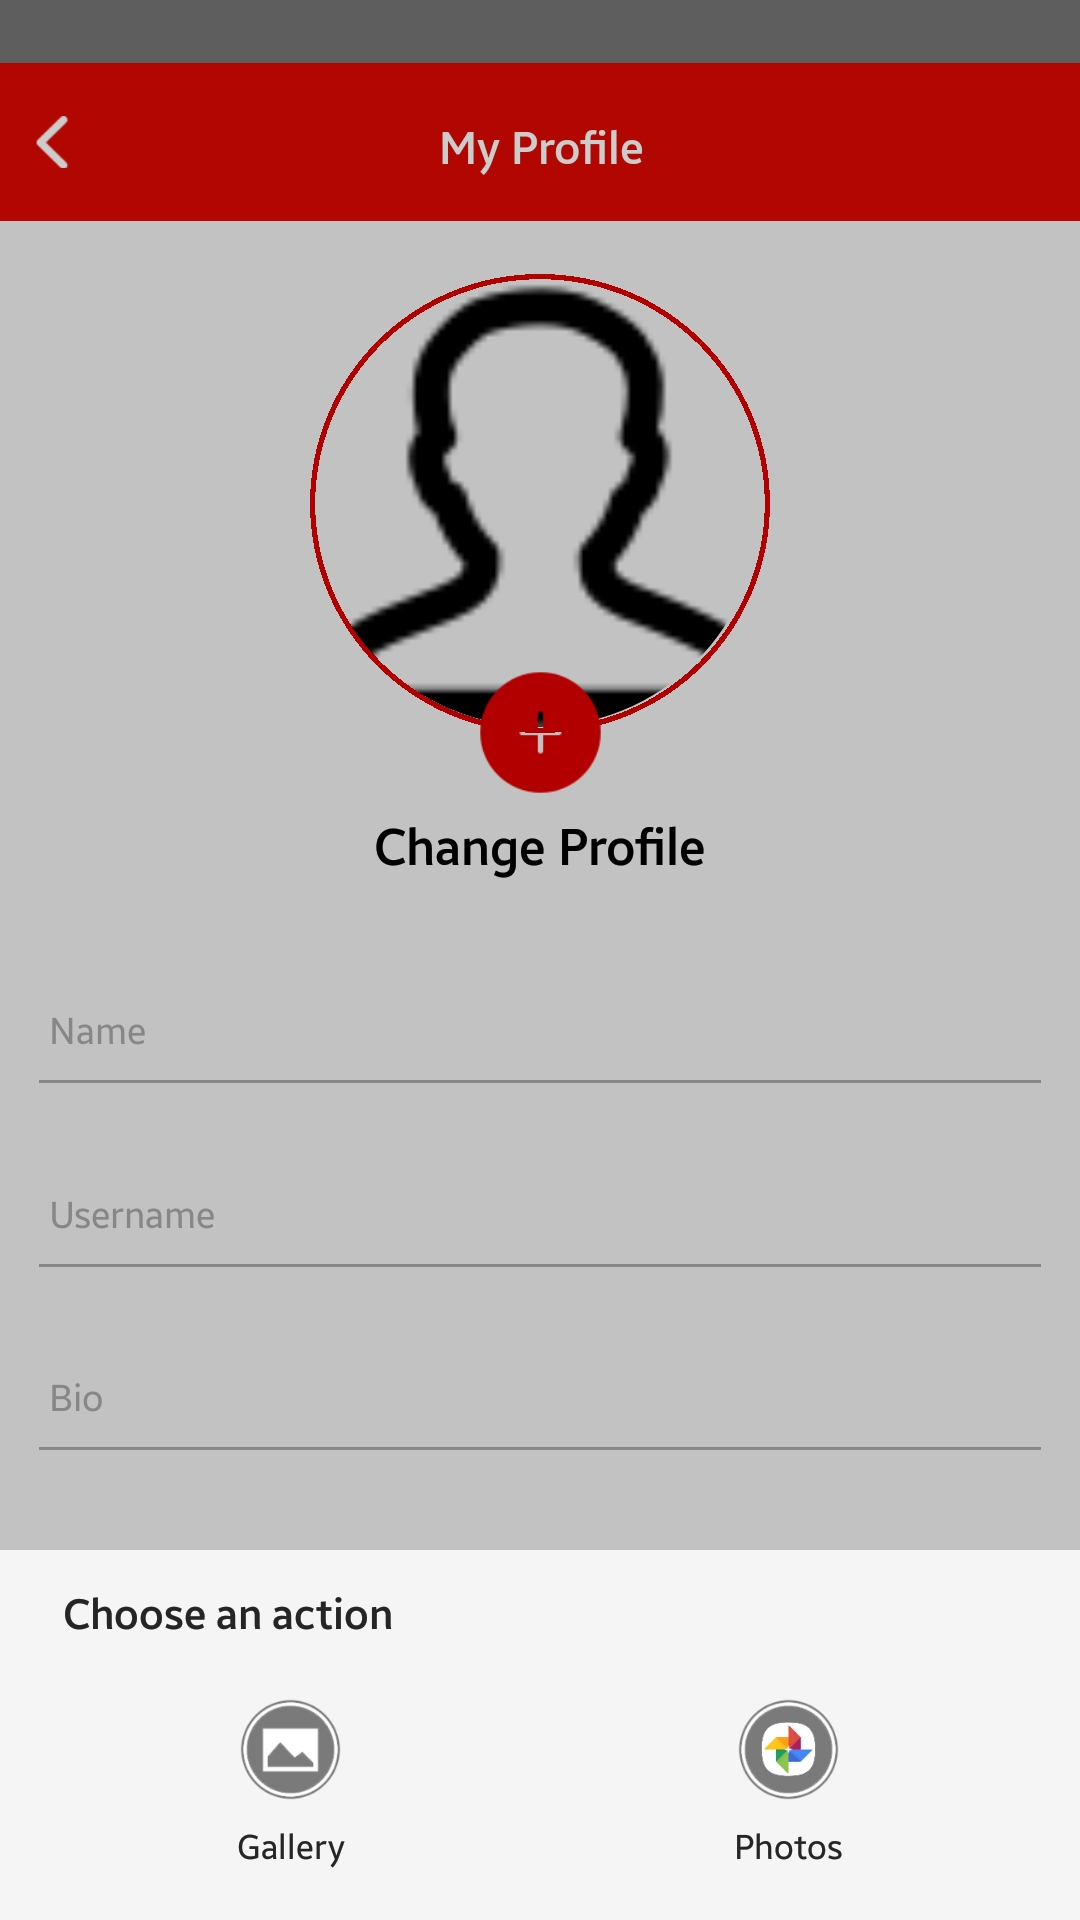 My Profile
Change Profile
Name
Username
Bio
Choose an action
Gallery
Photos